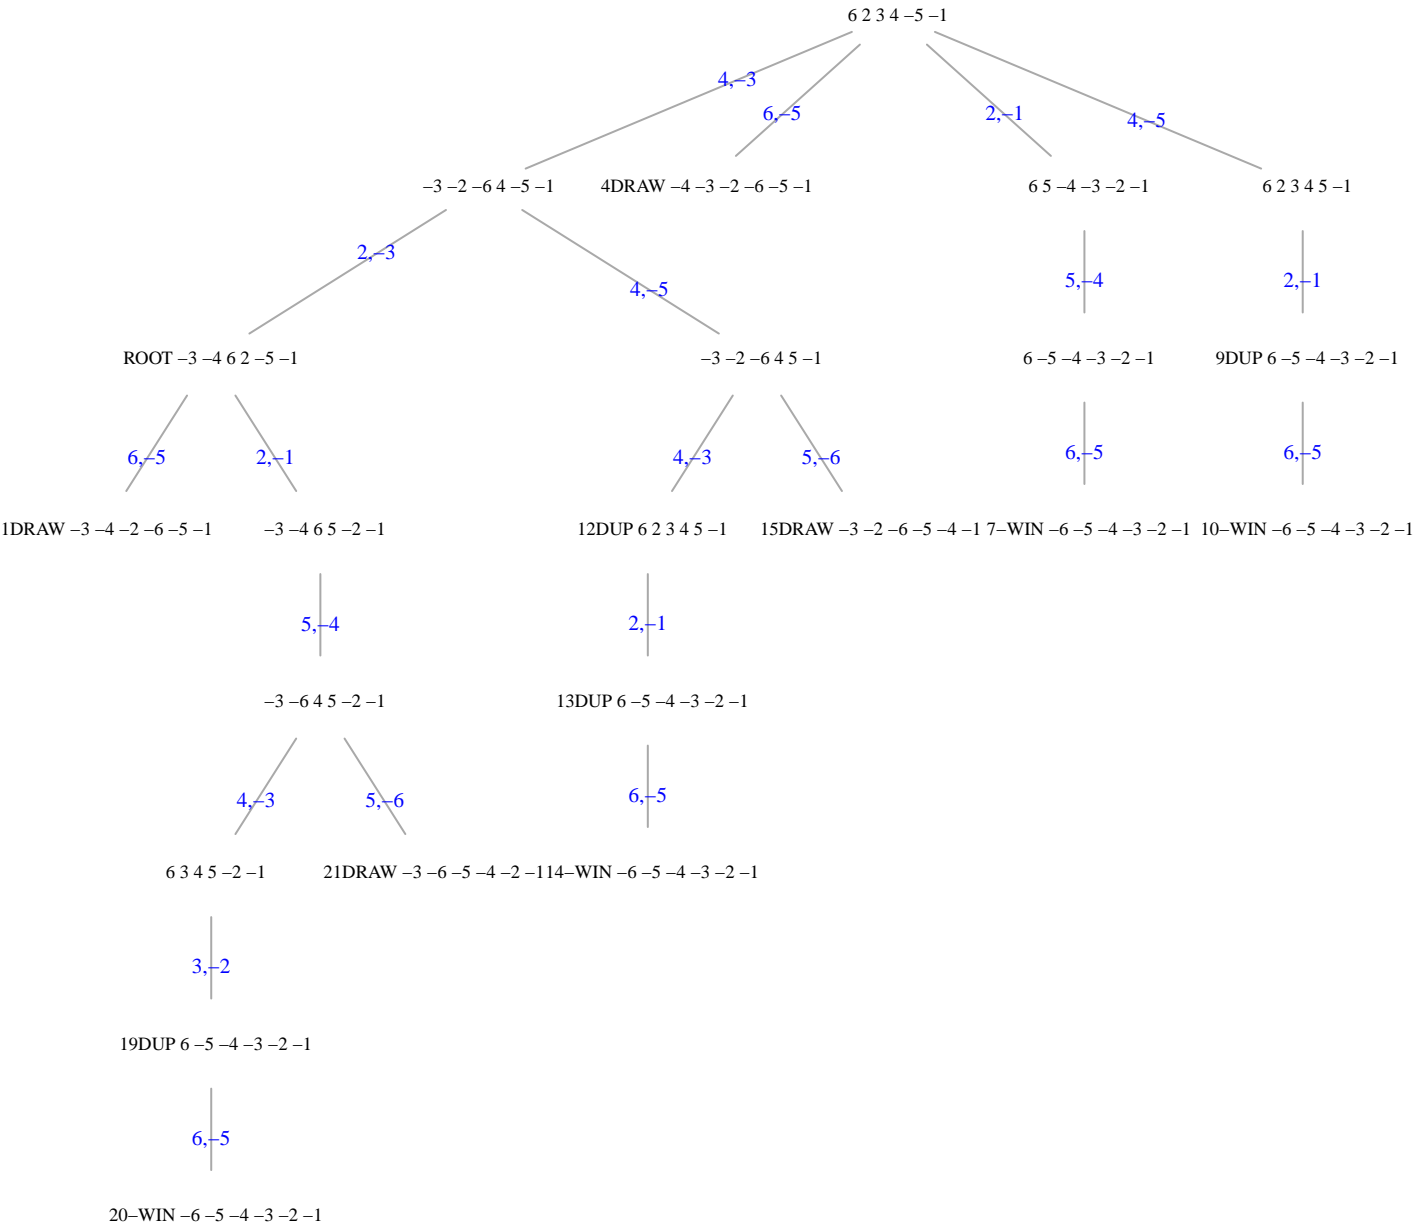 6 2 3 4 –5 –1
4,–3
6,–5
2,–1
4,–5
–3 –2 –6 4 –5 –1
4DRAW –4 –3 –2 –6 –5 –1
6 5 –4 –3 –2 –1
6 2 3 4 5 –1
2,–3
4,–5
5,–4
2,–1
ROOT –3 –4 6 2 –5 –1
–3 –2 –6 4 5 –1
6 –5 –4 –3 –2 –1
9DUP 6 –5 –4 –3 –2 –1
6,–5
2,–1
4,–3
5,–6
6,–5
6,–5
1DRAW –3 –4 –2 –6 –5 –1
–3 –4 6 5 –2 –1
12DUP 6 2 3 4 5 –1
15DRAW –3 –2 –6 –5 –4 –1
7–WIN –6 –5 –4 –3 –2 –1
10–WIN –6 –5 –4 –3 –2 –1
5,–4
2,–1
–3 –6 4 5 –2 –1
13DUP 6 –5 –4 –3 –2 –1
4,–3
5,–6
6,–5
6 3 4 5 –2 –1
21DRAW –3 –6 –5 –4 –2 –1
14–WIN –6 –5 –4 –3 –2 –1
3,–2
19DUP 6 –5 –4 –3 –2 –1
6,–5
20–WIN –6 –5 –4 –3 –2 –1